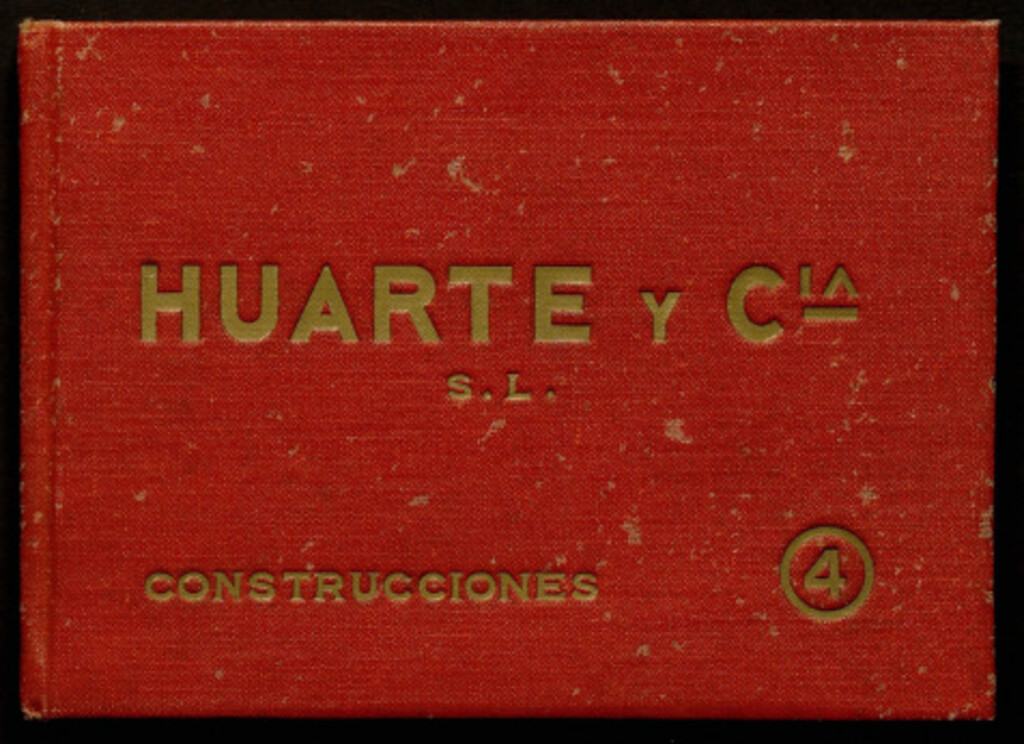 HUARTE Y CIA
S. L.
CONSTRUCCIONES 4